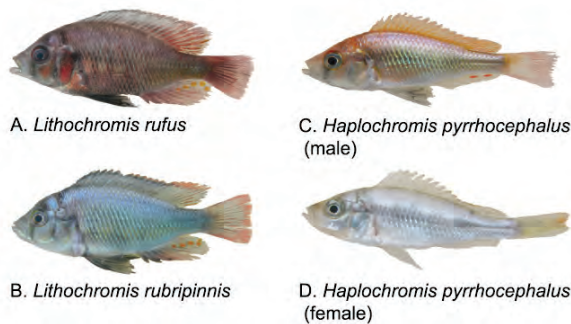 A. Lithochromis rufus
C. Haplochromis pyrrhocephalus
(male)
B. Lithochromis rubripinnis
D. Haplochromis pyrrhocephalus
(female)